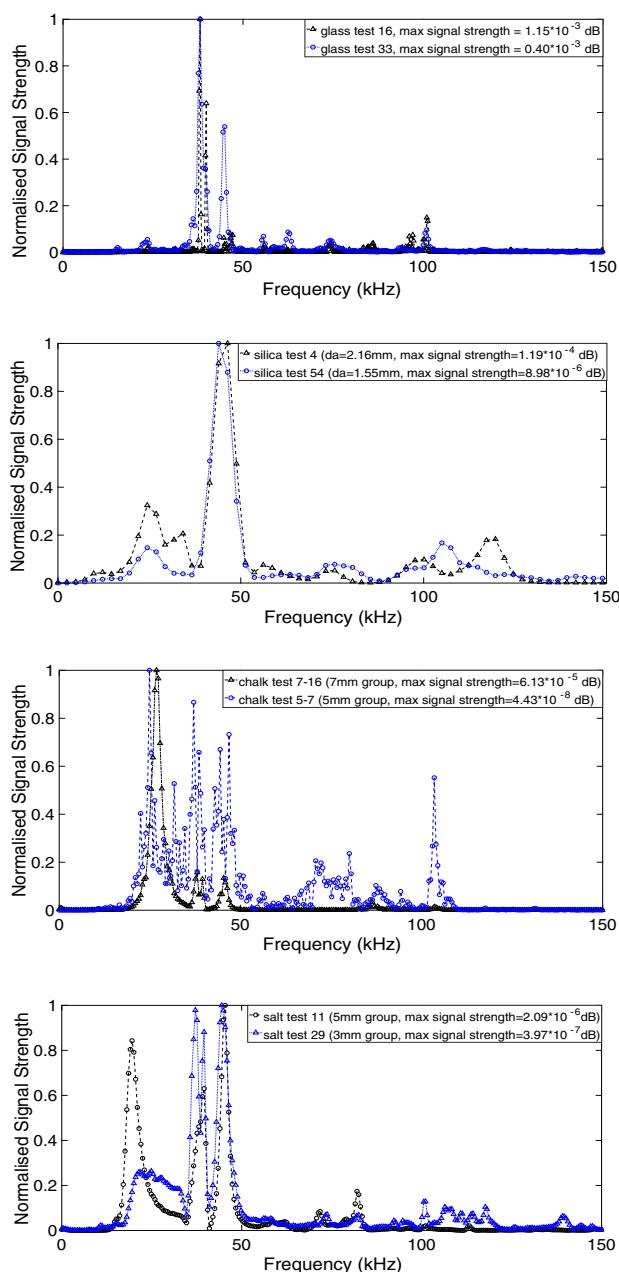 glass test 16, max signal strength = 1.15*10^-3 dB
glass test 33, max signal strength = 0.40*10^-3 dB
Normalised Signal Strength
1
0.8
0.6
0.4
0.2
0
0 50 100 150
Frequency (kHz)
silica test 4 (da=2.16mm, max signal strength=1.19*10^-4 dB)
silica test 54 (da=1.55mm, max signal strength=8.98*10^-6 dB)
Normalised Signal Strength
1
0.8
0.6
0.4
0.2
0
0 50 100 150
Frequency (kHz)
chalk test 7-16 (7mm group, max signal strength=6.13*10^-5 dB)
chalk test 5-7 (5mm group, max signal strength=4.43*10^-8 dB)
Normalised Signal Strength
1
0.8
0.6
0.4
0.2
0
0 50 100 150
Frequency (kHz)
salt test 11 (5mm group, max signal strength=2.09*10^-6 dB)
salt test 29 (3mm group, max signal strength=3.97*10^-7 dB)
Normalised Signal Strength
1
0.8
0.6
0.4
0.2
0
0 50 100 150
Frequency (kHz)